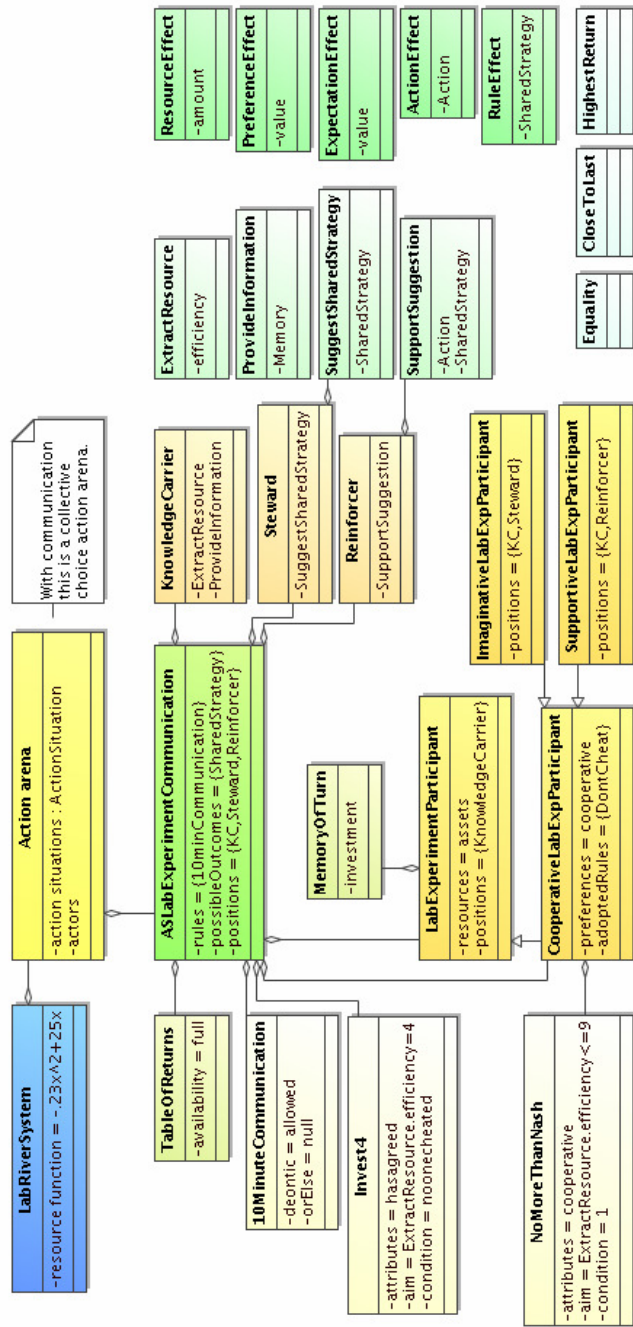 LabRiverSystem
-resource function = -.23x^2+25x
Action arena
-action situations : ActionSituation
-actors
With communication
this is a collective
choice action arena.
TableOfReturns
-availability = full
10MinuteCommunication
-deontic = allowed
-orElse = null
Invest4
-attributes = hasagreed
-aim = ExtractResource.efficiency=4
-condition = noonecheated
NoMoreThanNash
-attributes = cooperative
-aim = ExtractResource.efficiency<=9
-condition = 1
ASLabExperimentCommunication
-rules = {10minCommunication}
-possibleOutcomes = {SharedStrategy}
-positions = {KC,Steward,Reinforcer}
MemoryOfTurn
-investment
LabExperimentParticipant
-resources = assets
-positions = {KnowledgeCarrier}
CooperativeLabExpParticipant
-preferences = cooperative
-adoptedRules = {DontCheat}
KnowledgeCarrier
-ExtractResource
-ProvideInformation
Steward
-SuggestSharedStrategy
Reinforcer
-SupportSuggestion
ImaginativeLabExpParticipant
-positions = {KC,Steward}
SupportiveLabExpParticipant
-positions = {KC,Reinforcer}
ExtractResource
-efficiency
ProvideInformation
-Memory
SuggestSharedStrategy
-SharedStrategy
SupportSuggestion
-Action
-SharedStrategy
ResourceEffect
-amount
PreferenceEffect
-value
ExpectationEffect
-value
ActionEffect
-Action
RuleEffect
-SharedStrategy
Equality
CloseToLast
HighestReturn